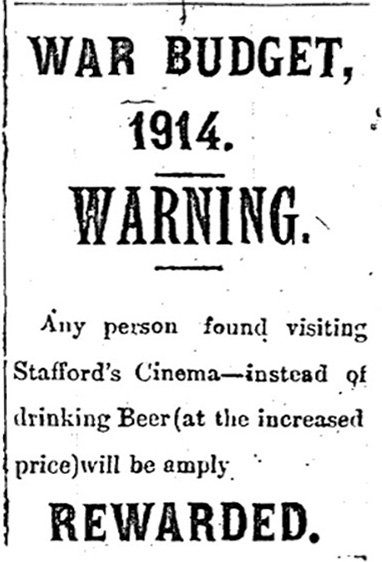 WAR BUDGET,
1914.
WARNING.
Any person found visiting
Stafford's Cinema—instead of
drinking Beer (at the increased
price) will be amply
REWARDED.